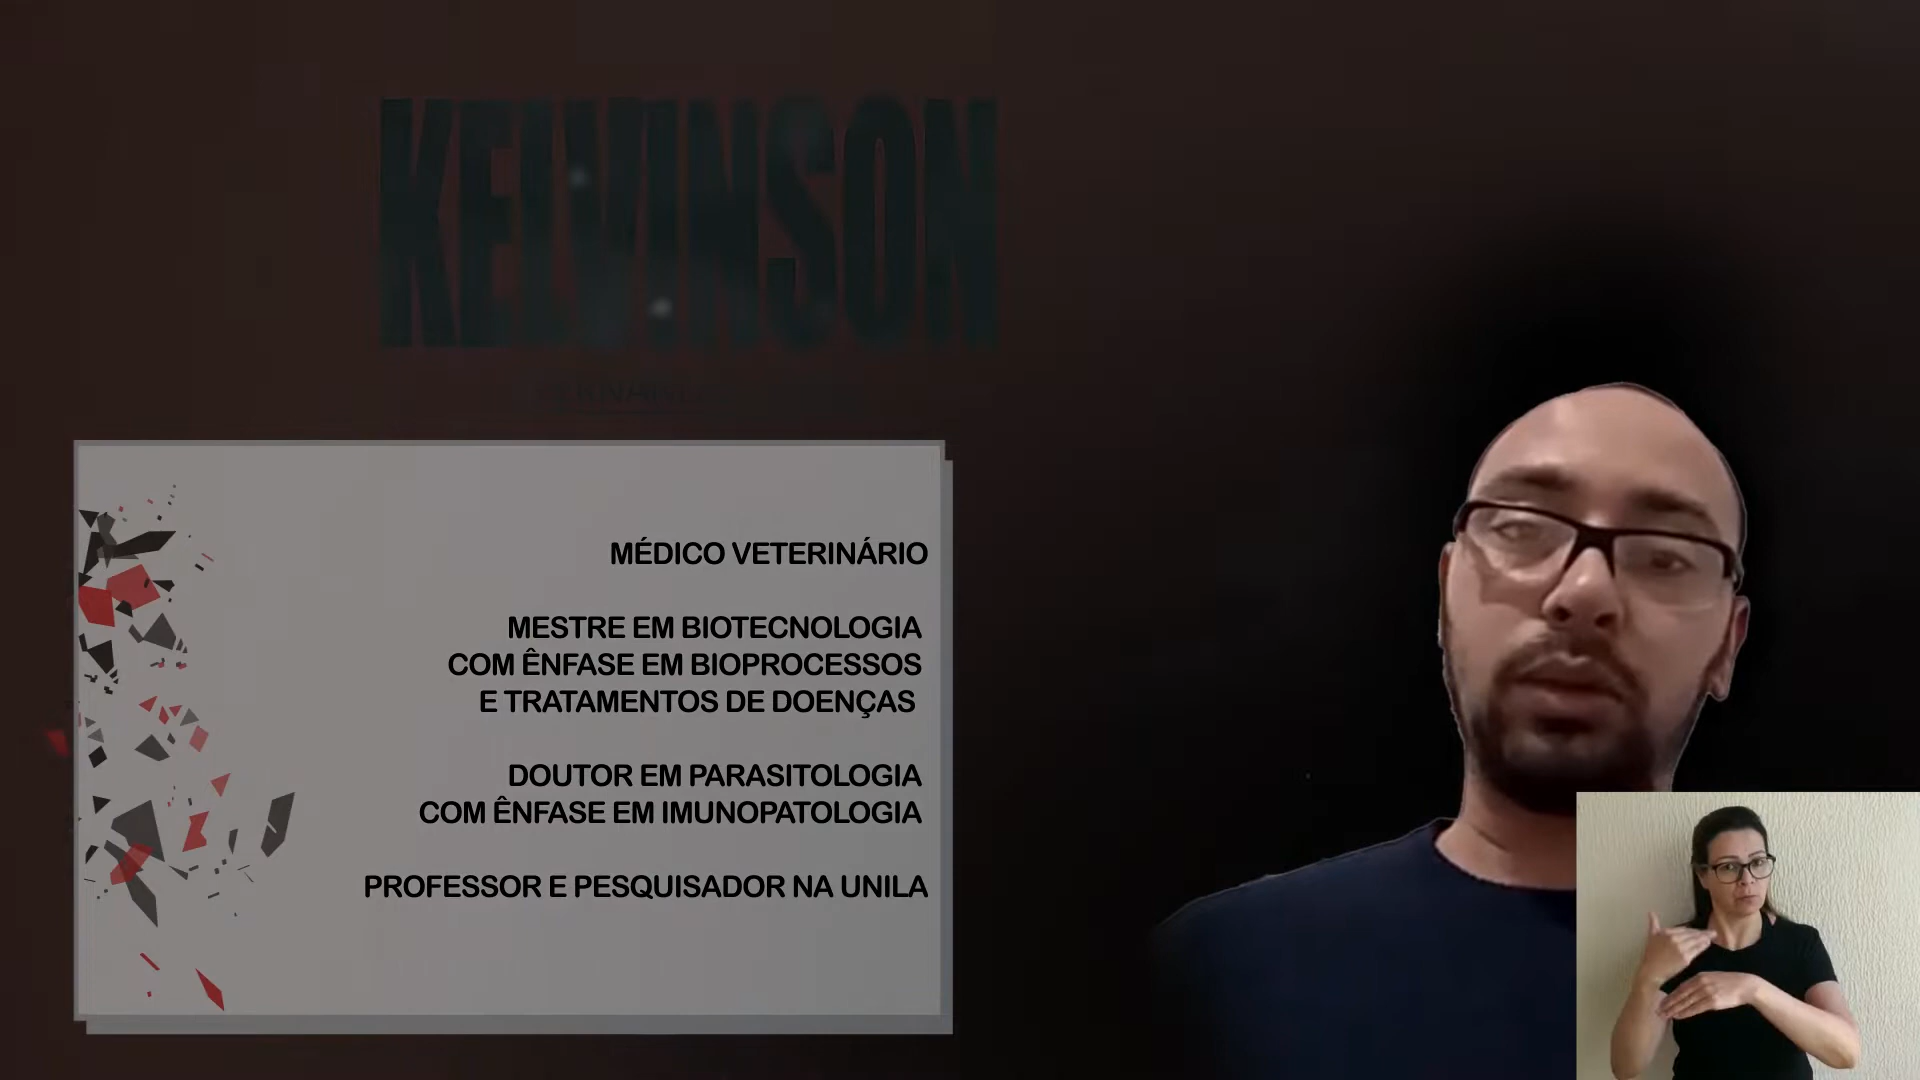 KELVINSON
MÉDICO VETERINÁRIO
MESTRE EM BIOTECNOLOGIA
COM ÊNFASE EM BIOPROCESSOS
E TRATAMENTOS DE DOENÇAS
DOUTOR EM PARASITOLOGIA
COM ÊNFASE EM IMUNOPATOLOGIA
PROFESSOR E PESQUISADOR NA UNILA